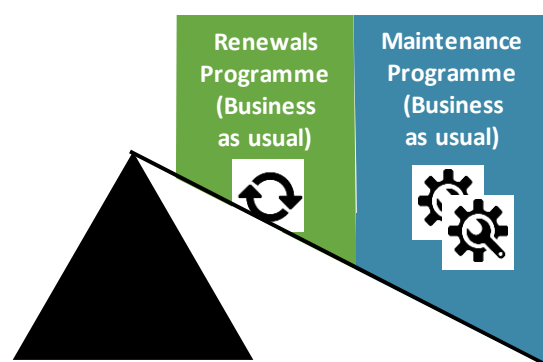 Renewals
Programme
(Business
as usual)
Maintenance
Programme
(Business
as usual)